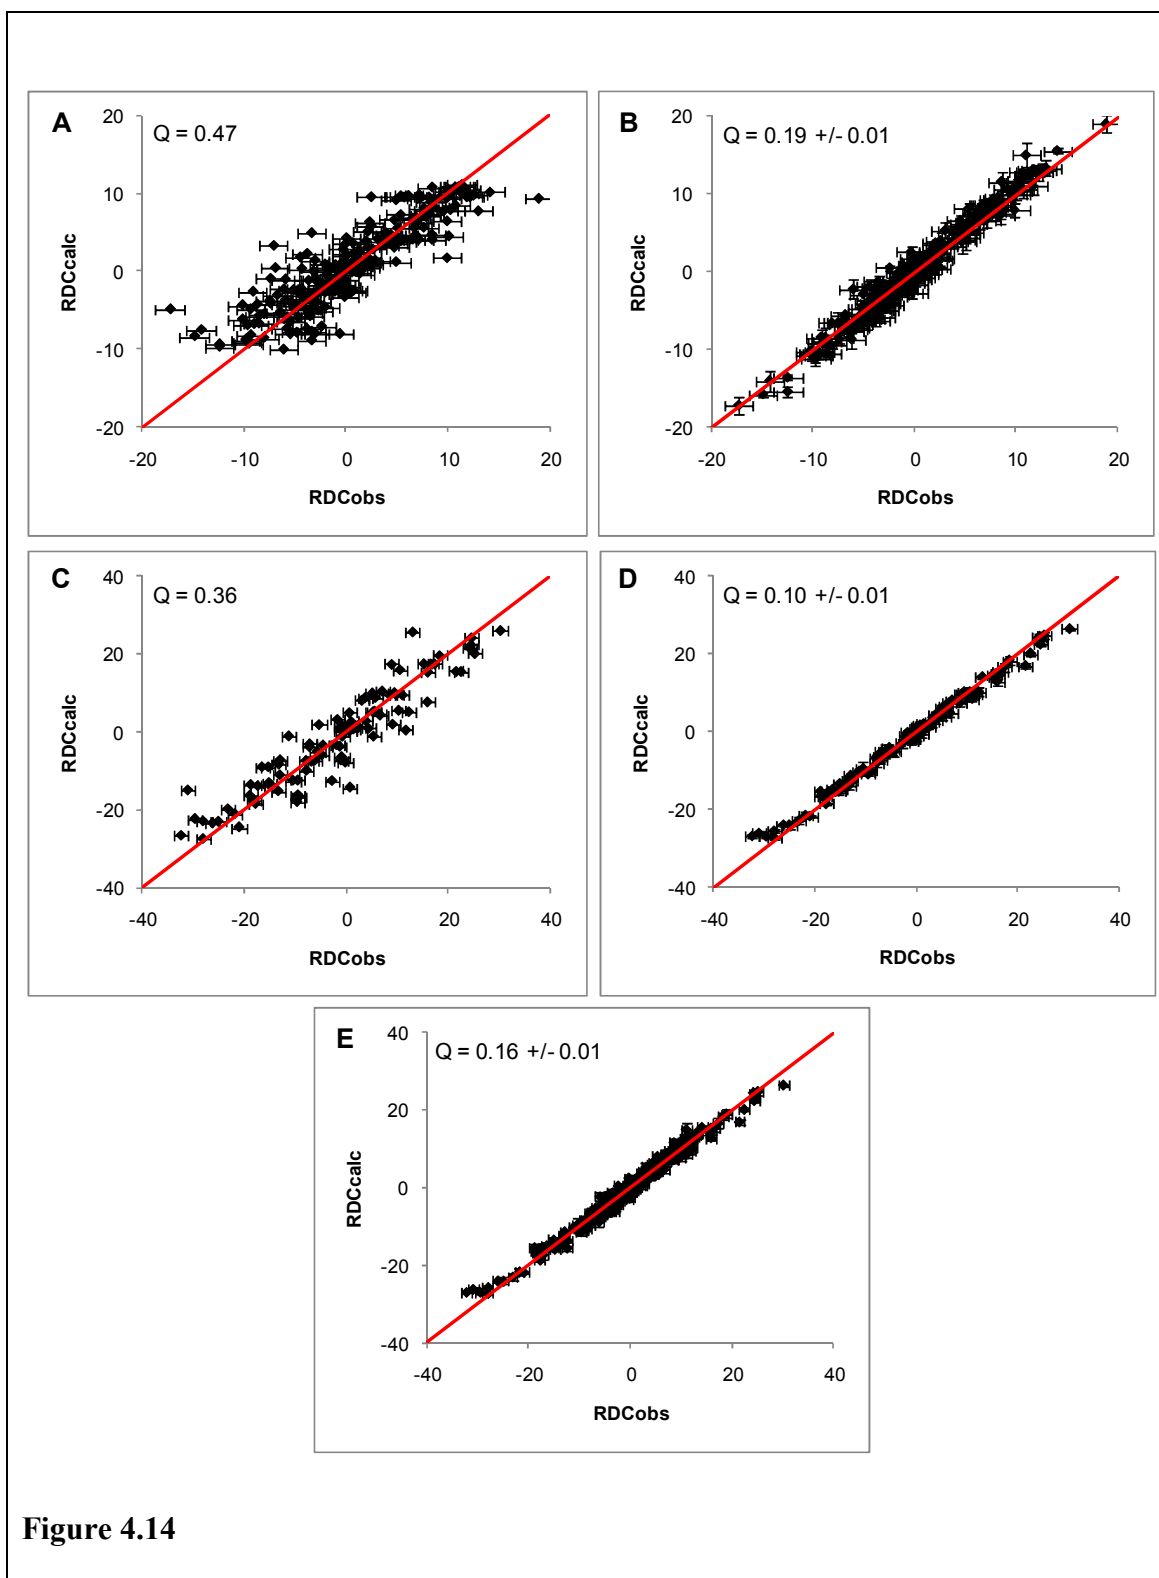 A
Q = 0.47
20
10
0
-10
-20
-20 -10 0 10 20
RDCcalc
RDCobs
B
Q = 0.19 +/- 0.01
20
10
0
-10
-20
-20 -10 0 10 20
RDCcalc
RDCobs
C
Q = 0.36
40
20
0
-20
-40
-40 -20 0 20 40
RDCcalc
RDCobs
D
Q = 0.10 +/- 0.01
40
20
0
-20
-40
-40 -20 0 20 40
RDCcalc
RDCobs
E
Q = 0.16 +/- 0.01
40
20
0
-20
-40
-40 -20 0 20 40
RDCcalc
RDCobs
Figure 4.14